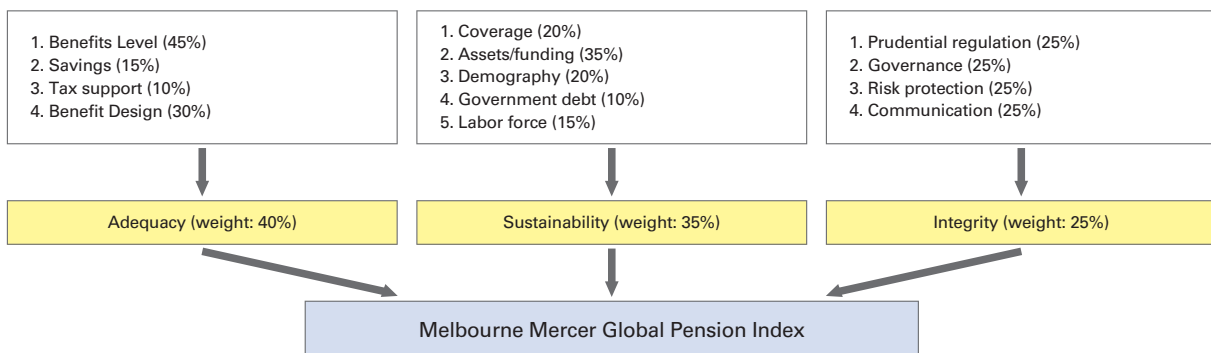 1. Benefits Level (45%)
2. Savings (15%)
3. Tax support (10%)
4. Benefit Design (30%)
1. Coverage (20%)
2. Assets/funding (35%)
3. Demography (20%)
4. Government debt (10%)
5. Labor force (15%)
1. Prudential regulation (25%)
2. Governance (25%)
3. Risk protection (25%)
4. Communication (25%)
Adequacy (weight: 40%)
Sustainability (weight: 35%)
Integrity (weight: 25%)
Melbourne Mercer Global Pension Index